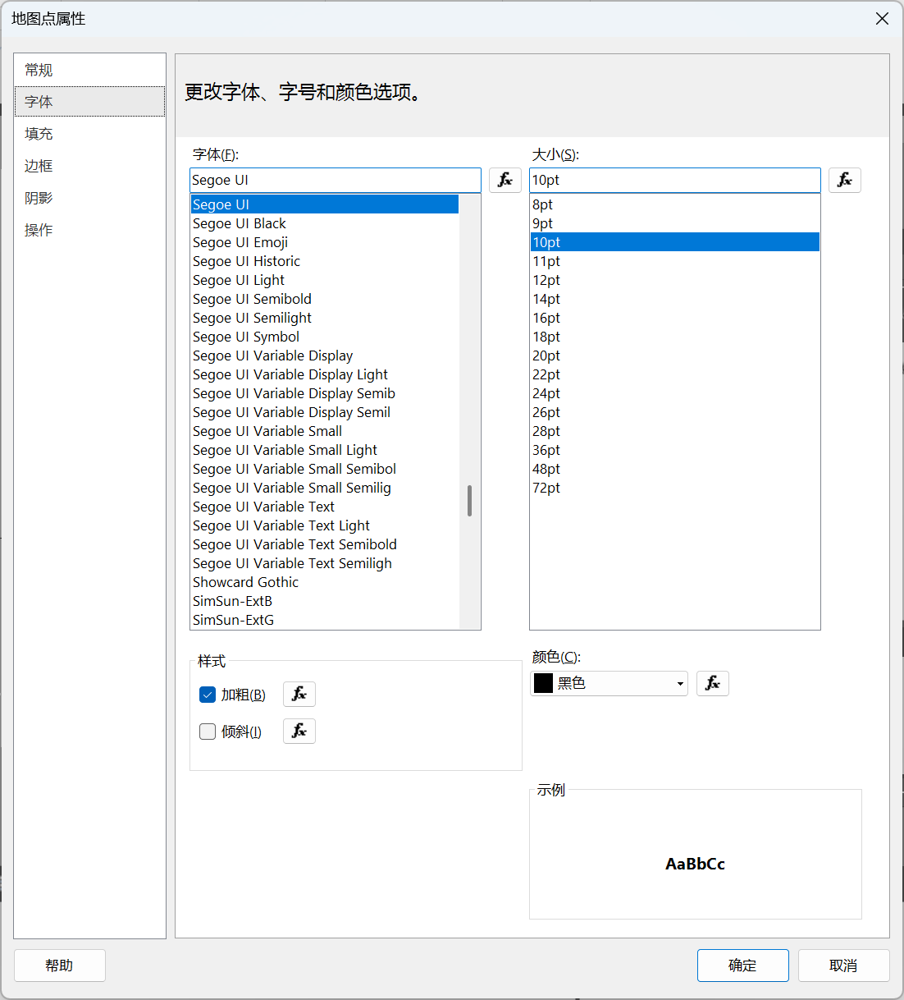 地图点属性
常规
字体
填充
边框
阴影
操作
更改字体、字号和颜色选项。
字体(F):
Segoe UI
fx
Segoe UI
Segoe UI Black
Segoe UI Emoji
Segoe UI Historic
Segoe UI Light
Segoe UI Semibold
Segoe UI Semilight
Segoe UI Symbol
Segoe UI Variable Display
Segoe UI Variable Display Light
Segoe UI Variable Display Semib
Segoe UI Variable Display Semil
Segoe UI Variable Small
Segoe UI Variable Small Light
Segoe UI Variable Small Semibol
Segoe UI Variable Small Semilig
Segoe UI Variable Text
Segoe UI Variable Text Light
Segoe UI Variable Text Semibold
Segoe UI Variable Text Semiligh
Showcard Gothic
SimSun-ExtB
SimSun-ExtG
大小(S):
10pt
fx
8pt
9pt
10pt
11pt
12pt
14pt
16pt
18pt
20pt
22pt
24pt
26pt
28pt
36pt
48pt
72pt
样式
加粗(B)
fx
倾斜(I)
fx
颜色(C):
黑色
fx
示例
AaBbCc
帮助
确定
取消